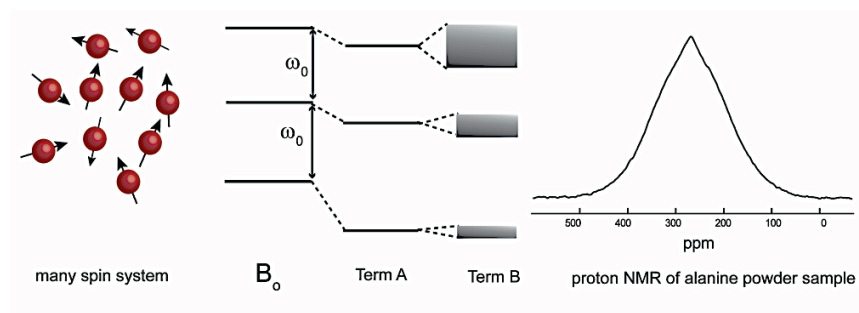 ω₀
ω₀
500 400 300 200 100 0
ppm
many spin system
Bo
Term A
Term B
proton NMR of alanine powder sample